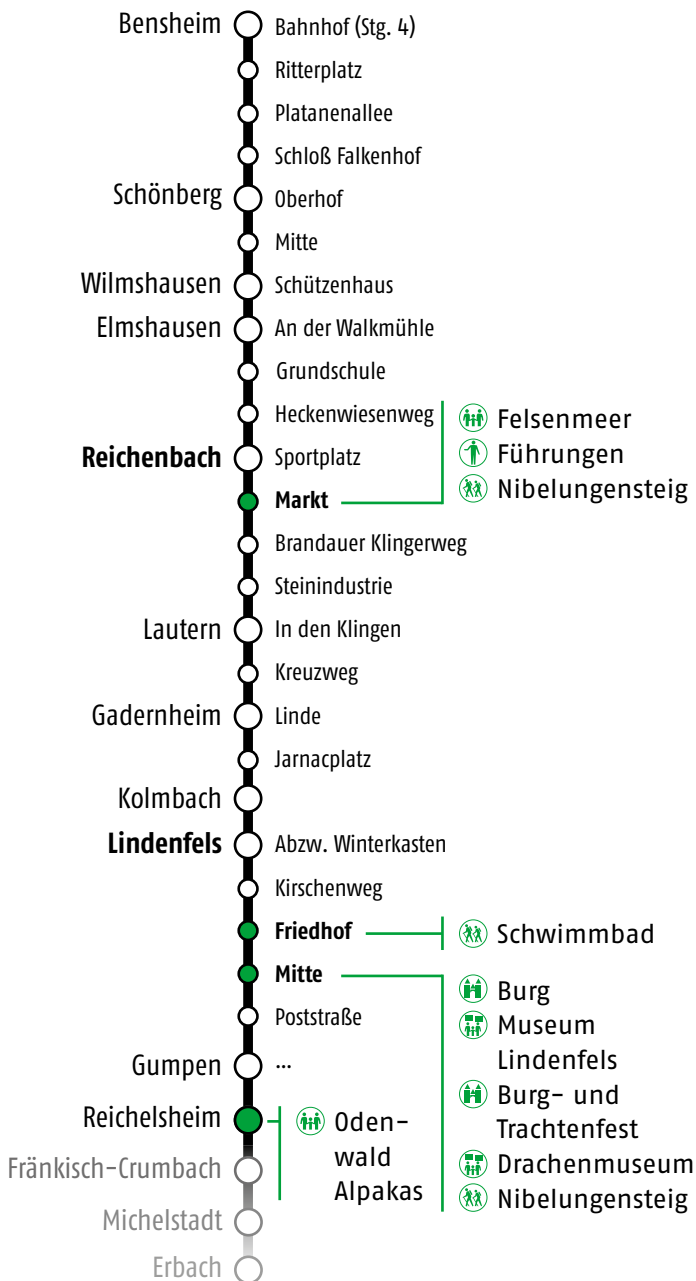 Bensheim Bahnhof (Stg. 4)
Ritterplatz
Platanenallee
Schloß Falkenhof
Schönberg Oberhof
Mitte
Wilmshausen Schützenhaus
Elmshausen An der Walkmühle
Grundschule
Heckenwiesenweg
Felsenmeer
Reichenbach Sportplatz
Führungen
Markt
Nibelungensteig
Brandauer Klingerweg
Steinindustrie
Lautern In den Klingen
Kreuzweg
Gadernheim Linde
Jarnacplatz
Kolmbach
Lindenfels Abzw. Winterkasten
Kirschenweg
Friedhof
Schwimmbad
Mitte
Burg
Museum
Lindenfels
Burg- und
Trachtenfest
Drachenmuseum
Nibelungensteig
Poststraße
Gumpen ...
Reichelsheim
Oden-
wald
Alpakas
Fränkisch-Crumbach
Michelstadt
Erbach